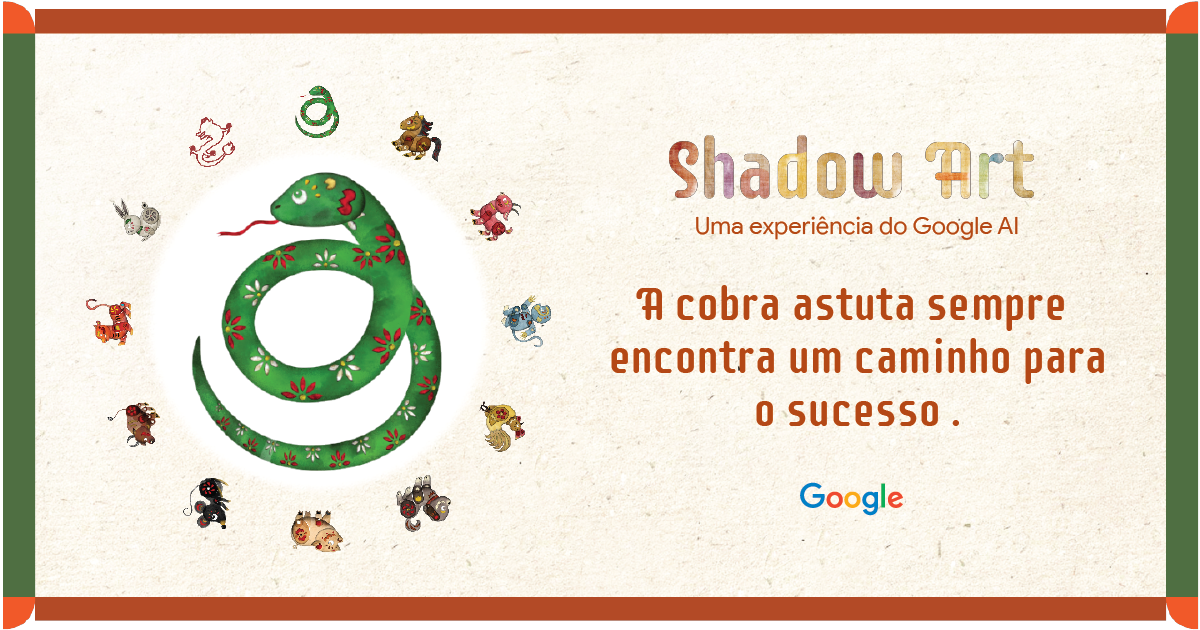 Shadow Art
Uma experiência do Google AI
A cobra astuta sempre
encontra um caminho para
o sucesso .
Google